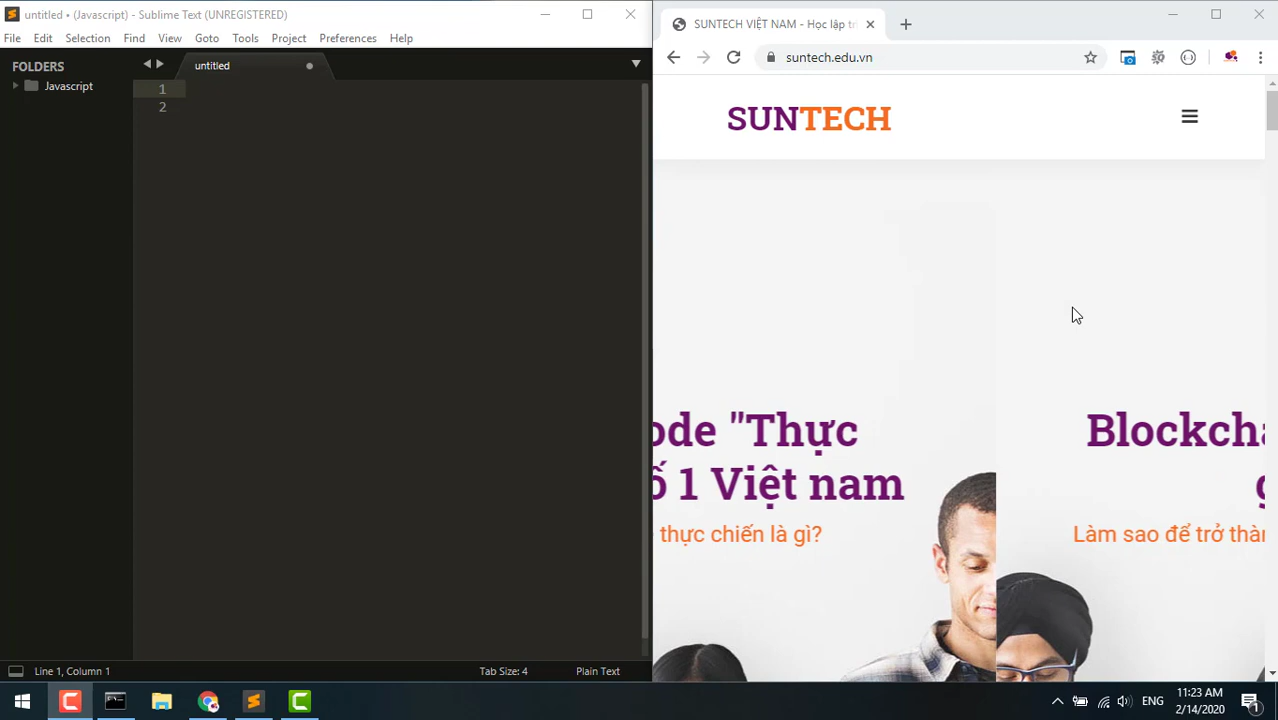 untitled • (Javascript) - Sublime Text (UNREGISTERED)
File Edit Selection Find View Goto Tools Project Preferences Help
FOLDERS
Javascript
untitled
1
2
Line 1, Column 1
Tab Size: 4
Plain Text
SUNTECH VIỆT NAM - Học lập trì
suntech.edu.vn
SUNTECH
ode "Thực
ố 1 Việt nam
thực chiến là gì?
Blockcha
g
Làm sao để trở thàn
ENG
11:23 AM
2/14/2020
1